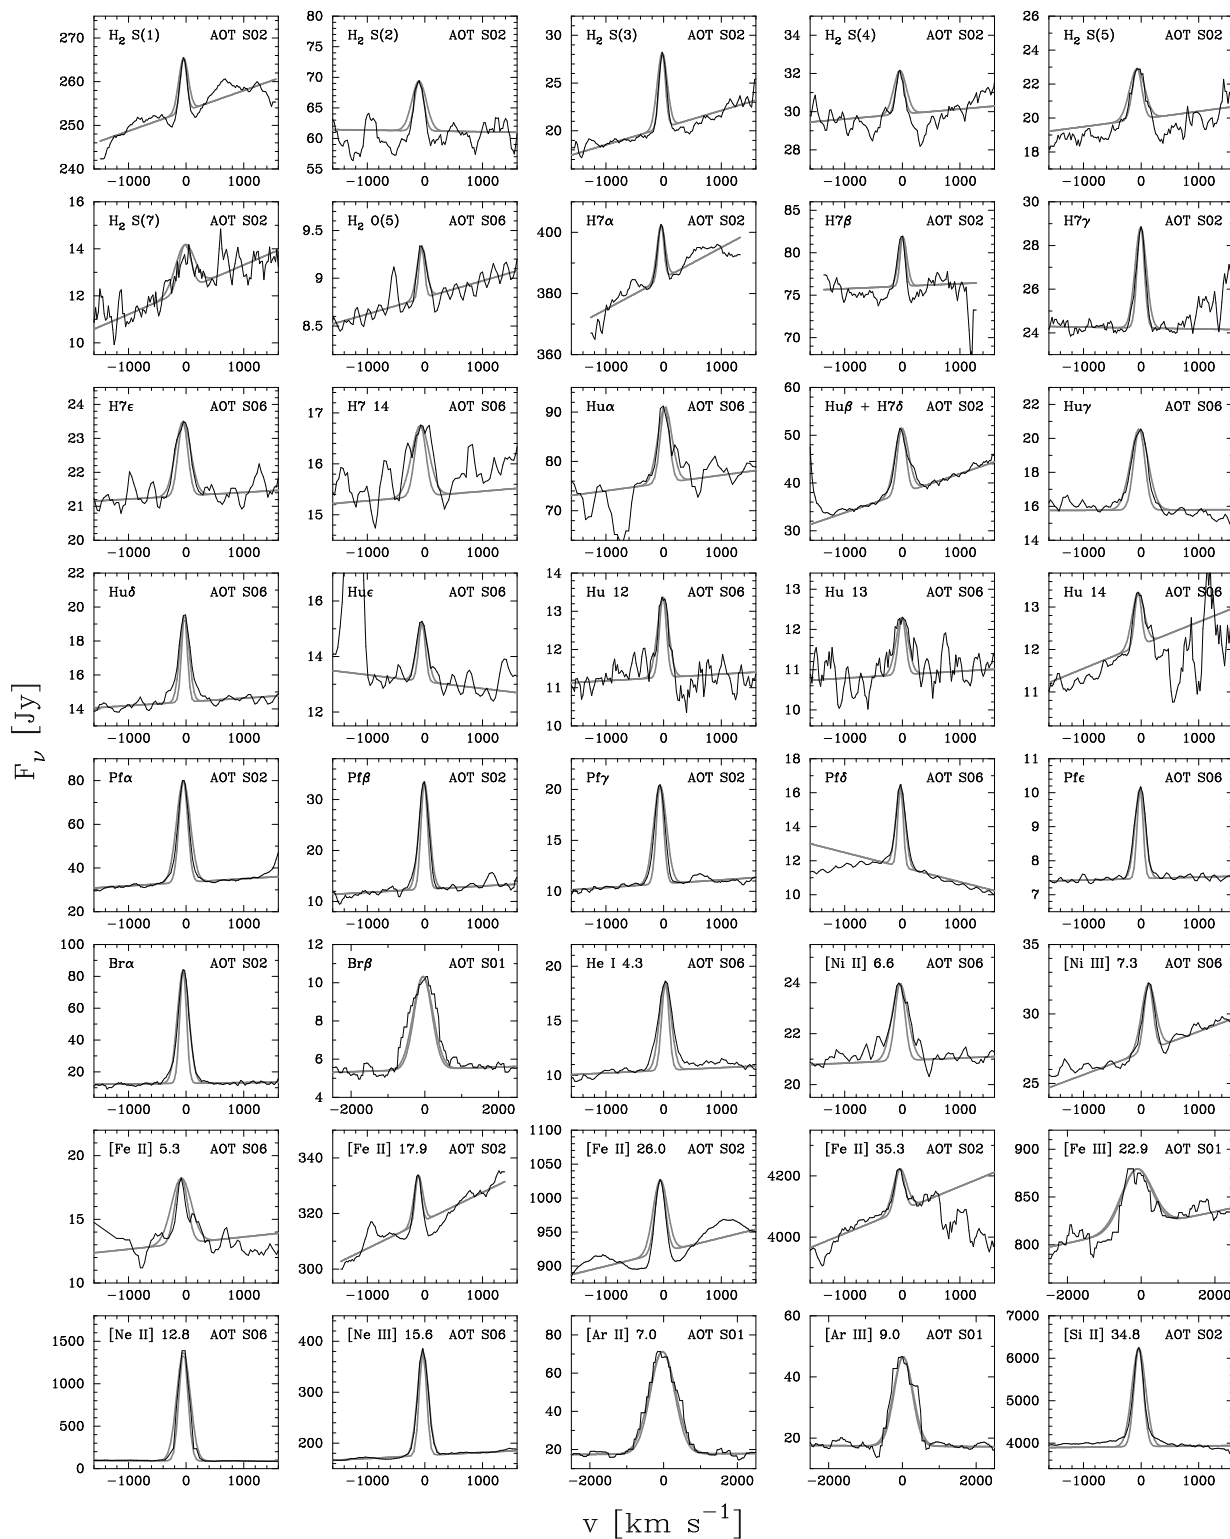 H₂ S(1) AOT S02
270
260
250
240
−1000 0 1000
H₂ S(2) AOT S02
80
75
70
65
60
55
−1000 0 1000
H₂ S(3) AOT S02
30
20
−1000 0 1000
H₂ S(4) AOT S02
34
32
30
28
−2000 0 2000
H₂ S(5) AOT S02
26
24
22
20
18
−1000 0 1000
H₂ S(7) AOT S02
16
14
12
10
−1000 0 1000
H₂ O(5) AOT S06
9.5
9
8.5
−1000 0 1000
H7α AOT S02
400
380
360
−1000 0 1000
H7β AOT S02
85
80
75
70
−1000 0 1000
H7γ AOT S02
28
26
24
−1000 0 1000
H7ε AOT S06
24
23
22
21
20
−1000 0 1000
H7 14 AOT S06
17
16
15
−1000 0 1000
Huα AOT S06
90
80
70
−1000 0 1000
Huβ + H7δ AOT S02
60
50
40
30
−1000 0 1000
Huγ AOT S06
22
20
18
16
14
−1000 0 1000
Huδ AOT S06
22
20
18
16
14
−1000 0 1000
Huε AOT S06
16
14
12
−1000 0 1000
Hu 12 AOT S06
14
13
12
11
10
−1000 0 1000
Hu 13 AOT S06
13
12
11
10
−1000 0 1000
Hu 14 AOT S06
13
12
11
−1000 0 1000
Pfα AOT S02
80
60
40
20
−1000 0 1000
Pfβ AOT S02
30
20
10
−1000 0 1000
Pfγ AOT S02
20
15
10
−1000 0 1000
Pfδ AOT S06
18
16
14
12
10
−1000 0 1000
Pfε AOT S06
10
9
8
7
−1000 0 1000
Brα AOT S02
100
80
60
40
20
−1000 0 1000
Brβ AOT S01
12
10
8
6
4
−2000 0 2000
He I 4.3 AOT S06
20
15
10
−1000 0 1000
[Ni II] 6.6 AOT S06
24
22
20
−1000 0 1000
[Ni III] 7.3 AOT S06
35
30
25
−1000 0 1000
[Fe II] 5.3 AOT S06
20
15
10
−1000 0 1000
[Fe II] 17.9 AOT S02
340
320
300
−1000 0 1000
[Fe II] 26.0 AOT S02
1100
1050
1000
950
900
−1000 0 1000
[Fe II] 35.3 AOT S02
4200
4000
−1000 0 1000
[Fe III] 22.9 AOT S01
900
850
800
−2000 0 2000
[Ne II] 12.8 AOT S06
1500
1000
500
0
−1000 0 1000
[Ne III] 15.6 AOT S06
400
300
200
−1000 0 1000
[Ar II] 7.0 AOT S01
80
60
40
20
−2000 0 2000
[Ar III] 9.0 AOT S01
60
40
20
−2000 0 2000
[Si II] 34.8 AOT S02
7000
6000
5000
4000
−1000 0 1000
F_ν [Jy]
v [km s⁻¹]